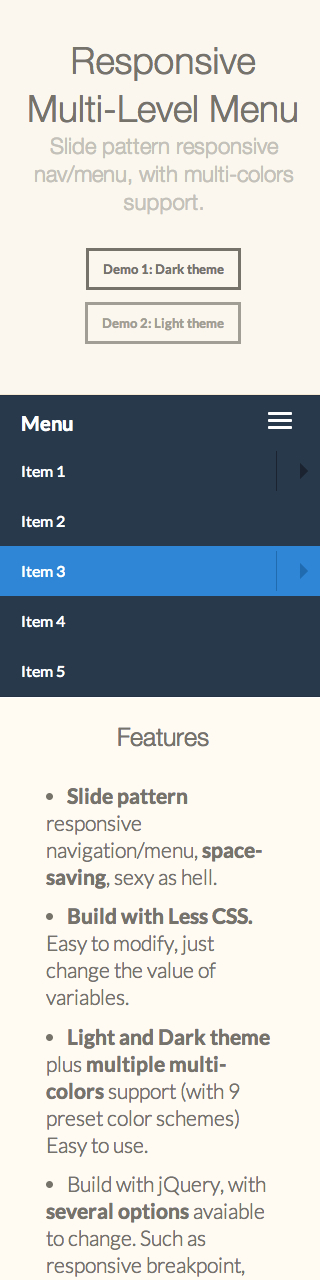 Responsive
Multi-Level Menu
Slide pattern responsive
nav/menu, with multi-colors
support.
Demo 1: Dark theme
Demo 2: Light theme
Menu
Item 1
Item 2
Item 3
Item 4
Item 5
Features
• Slide pattern
responsive
navigation/menu, space-
saving, sexy as hell.
• Build with Less CSS.
Easy to modify, just
change the value of
variables.
• Light and Dark theme
plus multiple multi-
colors support (with 9
preset color schemes)
Easy to use.
• Build with jQuery, with
several options avaiable
to change. Such as
responsive breakpoint,